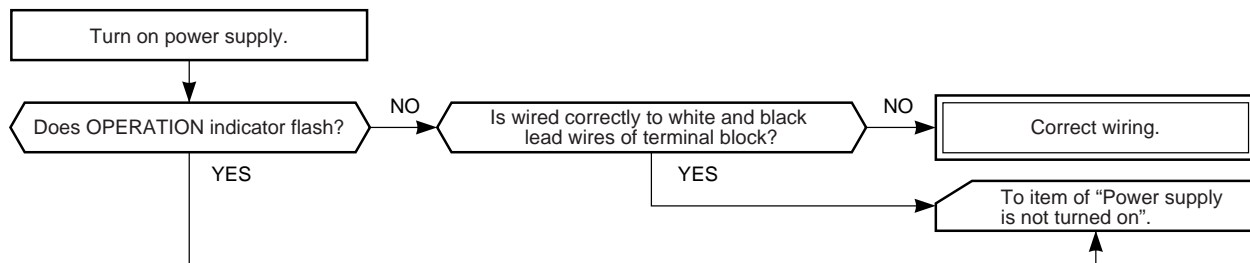 Turn on power supply.
Does OPERATION indicator flash?
NO
Is wired correctly to white and black
lead wires of terminal block?
NO
Correct wiring.
YES
YES
To item of “Power supply
is not turned on”.